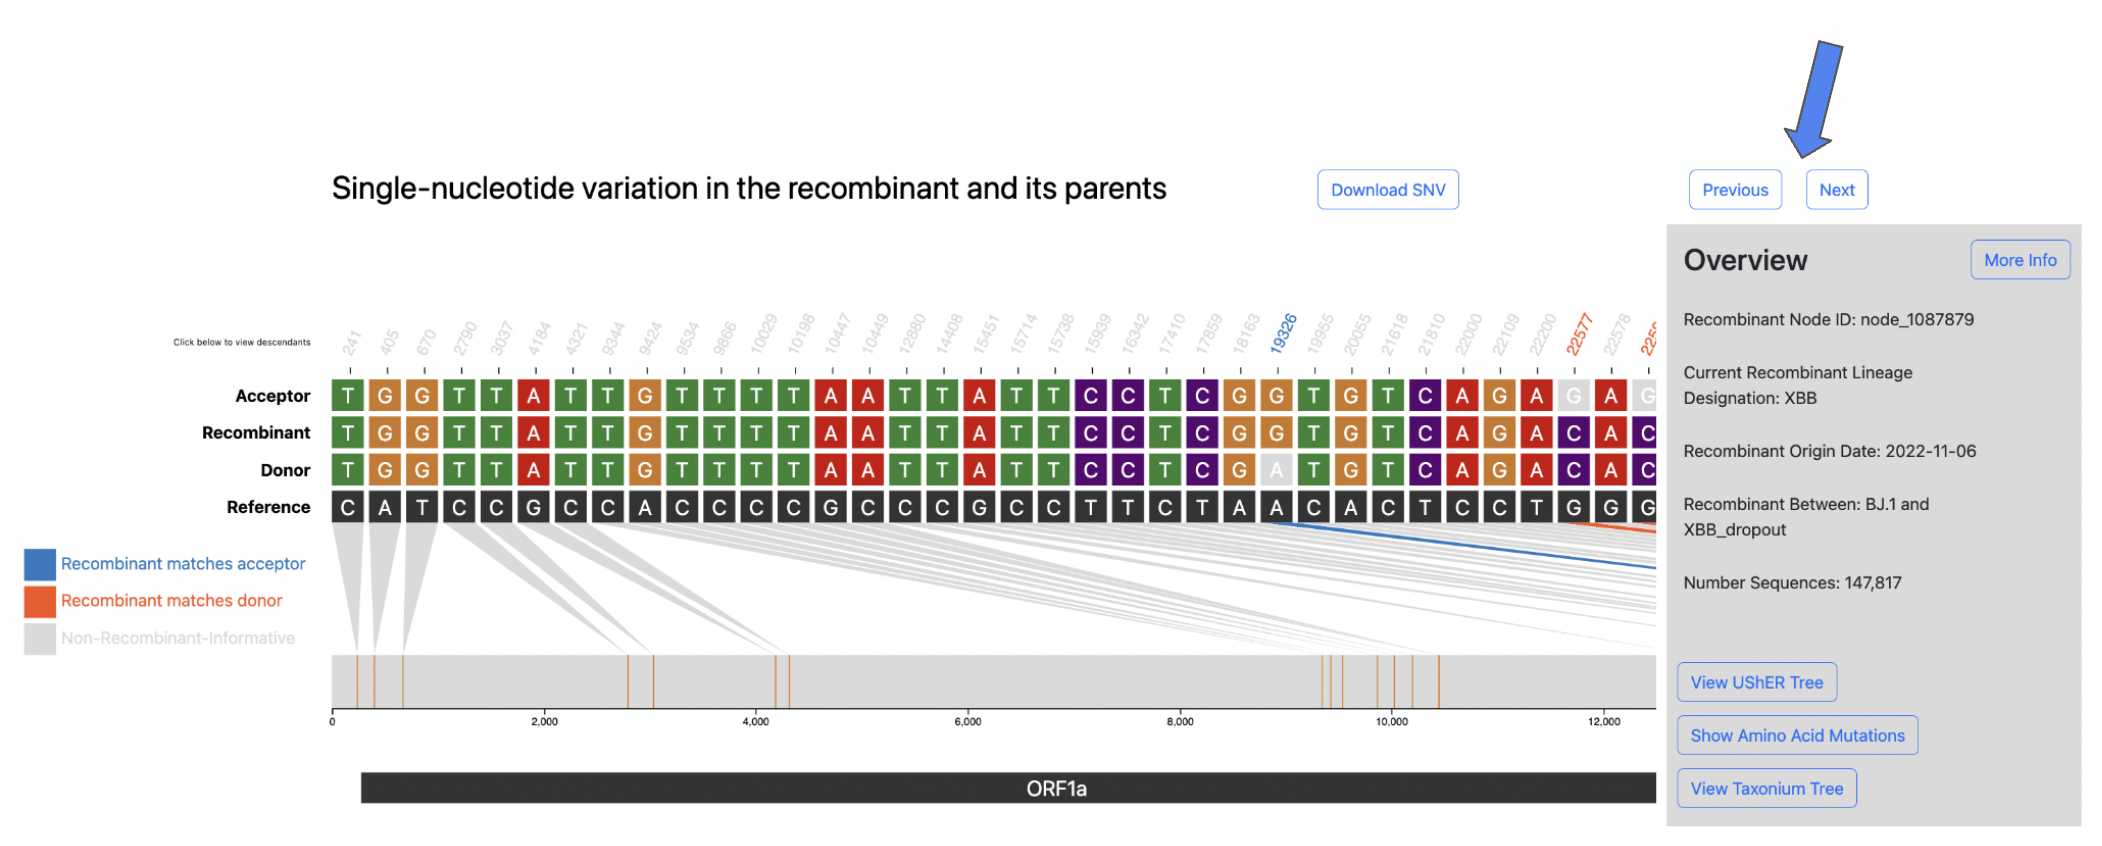 Single-nucleotide variation in the recombinant and its parents
Download SNV
Previous
Next
Overview
More Info
Recombinant Node ID: node_1087879
Current Recombinant Lineage
Designation: XBB
Recombinant Origin Date: 2022-11-06
Recombinant Between: BJ.1 and
XBB_dropout
Number Sequences: 147,817
View UShER Tree
Show Amino Acid Mutations
View Taxonium Tree
Click below to view descendants
241 405 670 2790 3037 4184 4321 9344 9424 9534 9866 10029 10198 10447 10449 12880 14408 15451 15714 15738 15939 16342 17410 17859 18163 19326 19955 20055 21618 21810 22000 22109 22200 22577 22578
Acceptor T G G T T A T T G T T T T A A T T A T T C C T C G G T G T C A G A G A G
Recombinant T G G T T A T T G T T T T A A T T A T T C C T C G G T G T C A G A C A C
Donor T G G T T A T T G T T T T A A T T A T T C C T C G A T G T C A G A C A C
Reference C A T C C G C C A C C C C G C C C G C C T T C T A A C A C T C C T G G G
Recombinant matches acceptor
Recombinant matches donor
Non-Recombinant-Informative
0 2,000 4,000 6,000 8,000 10,000 12,000
ORF1a